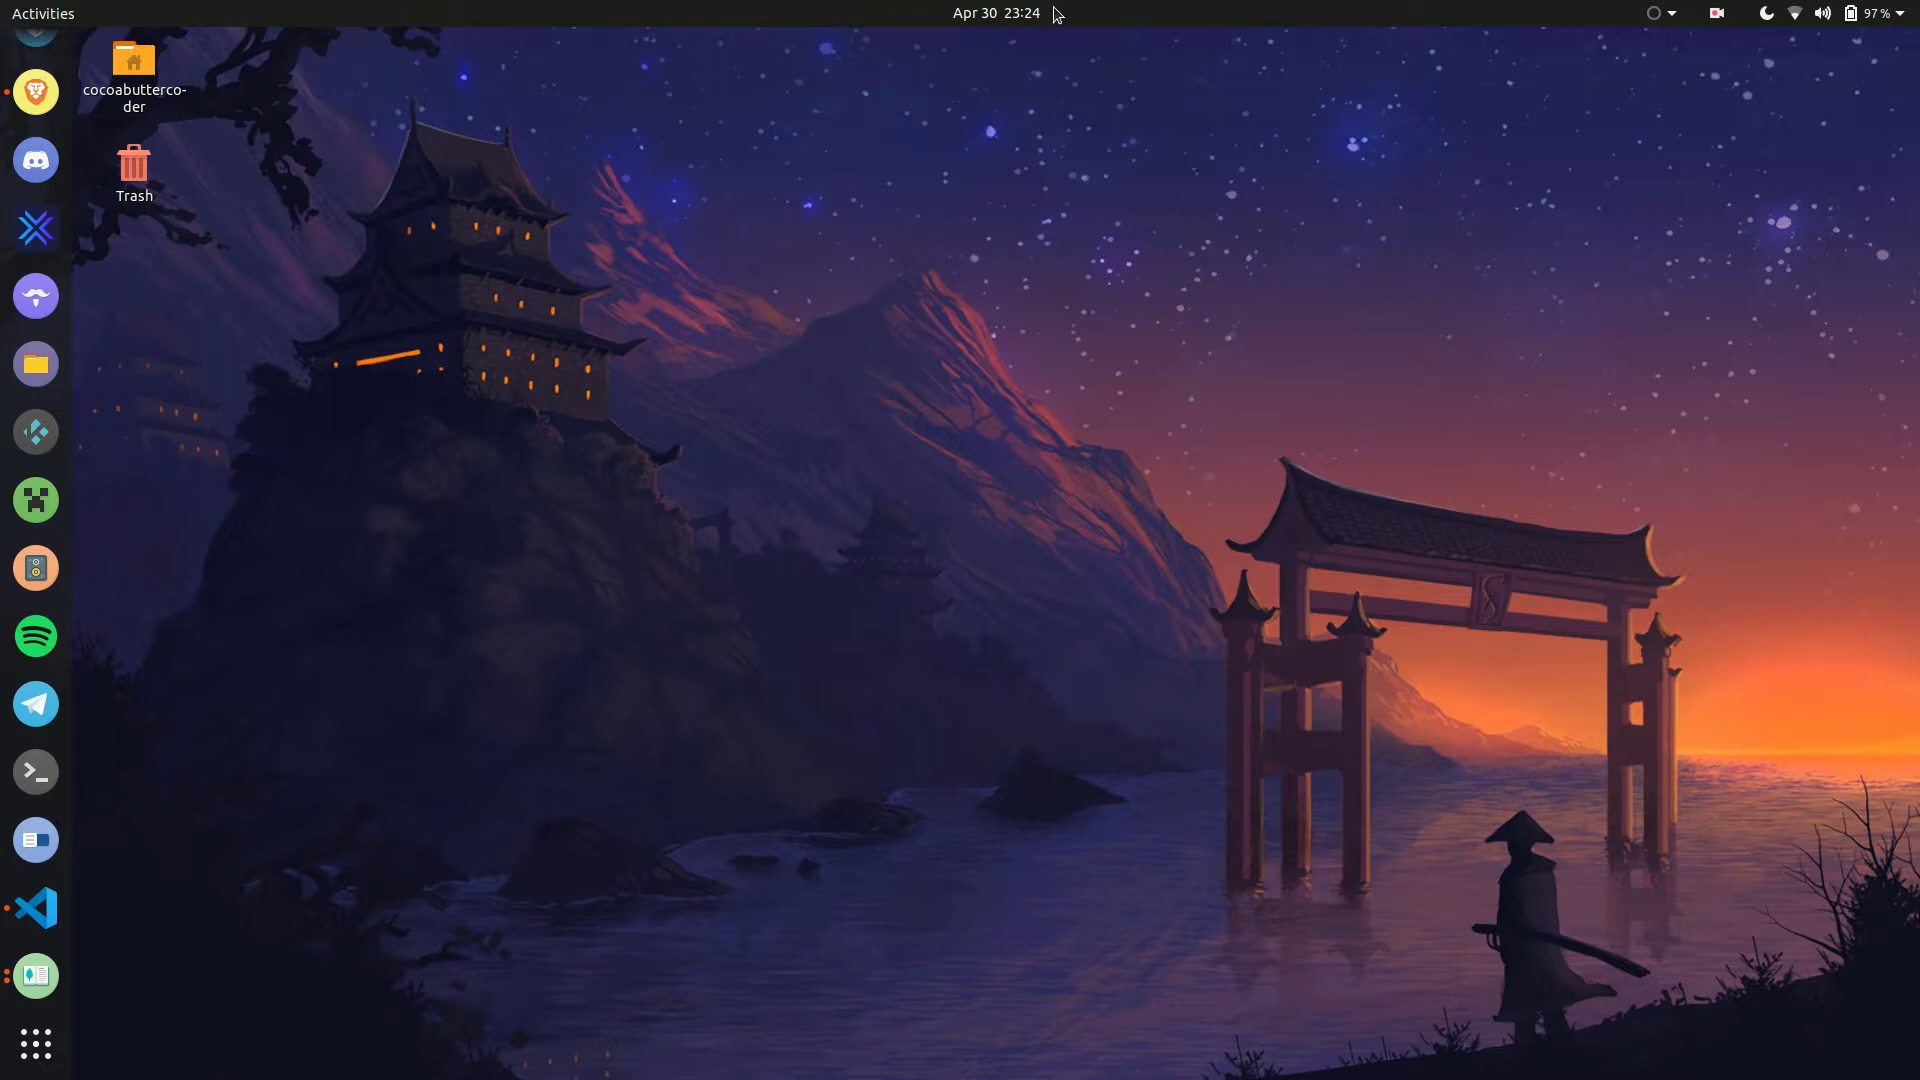 Activities
Apr 30 23:24
97 %
cocoabutterco-
der
Trash